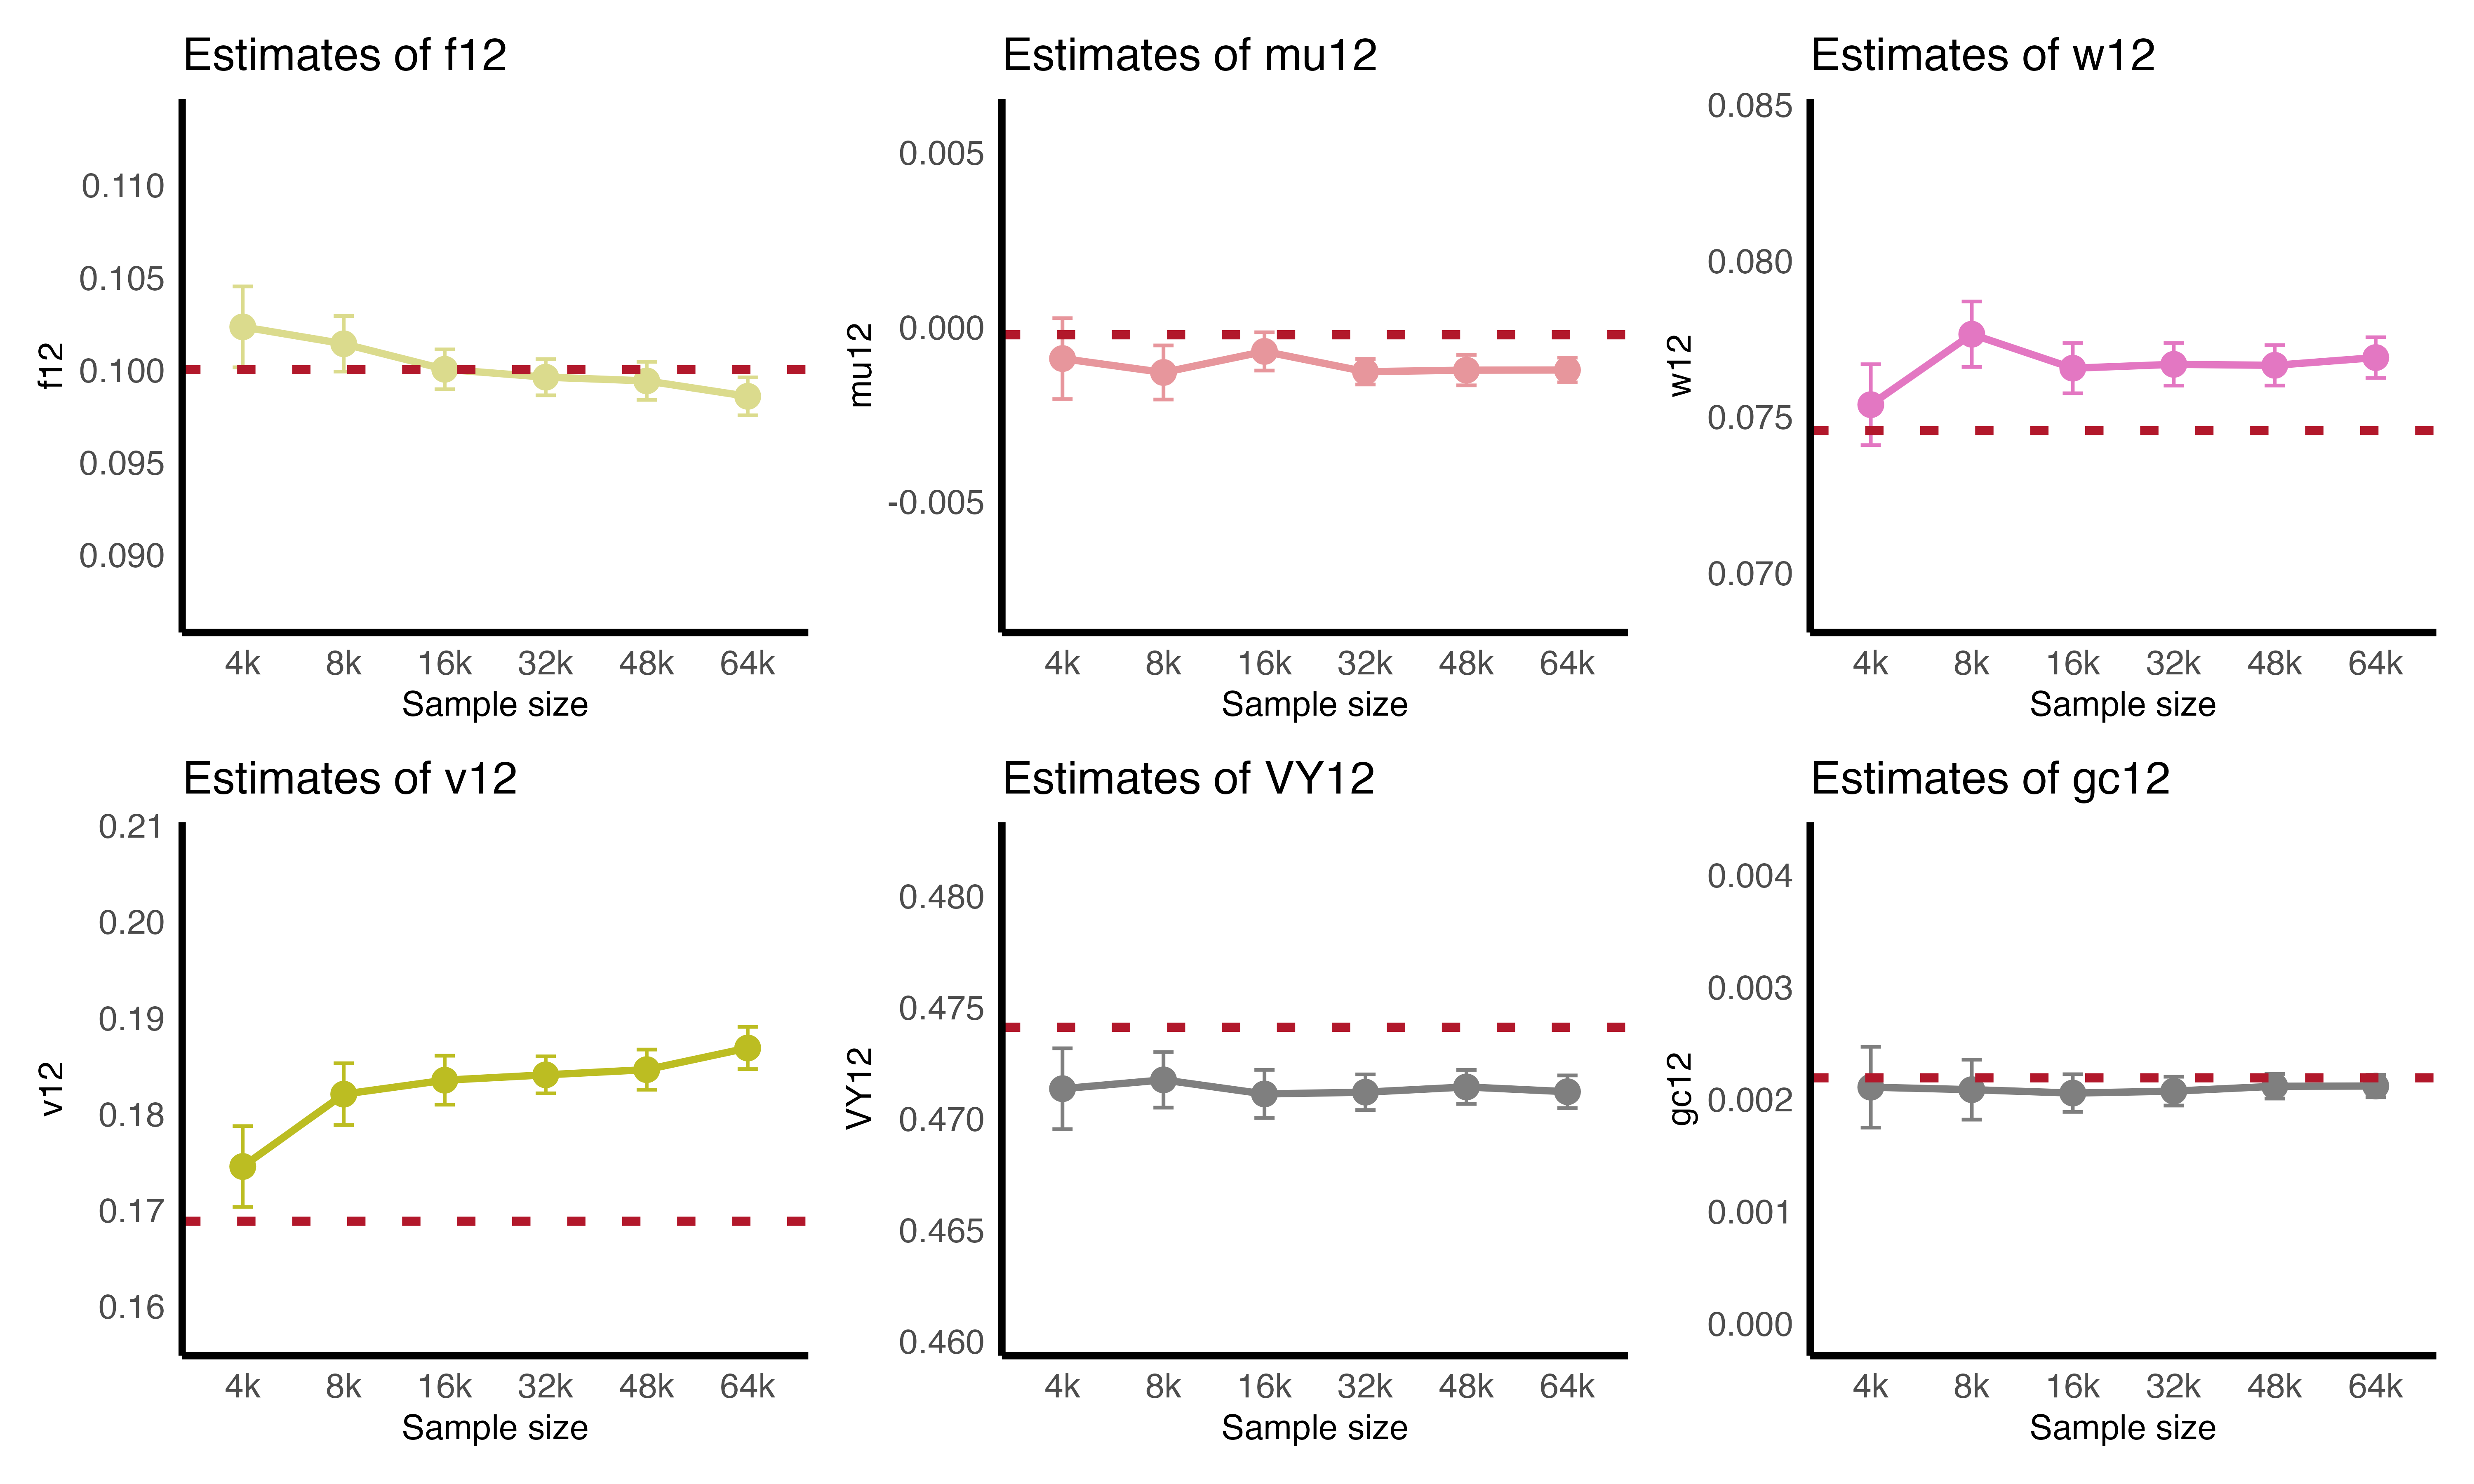 Estimates of f12
f12
0.110
0.105
0.100
0.095
0.090
4k 8k 16k 32k 48k 64k
Sample size
Estimates of mu12
mu12
0.005
0.000
-0.005
4k 8k 16k 32k 48k 64k
Sample size
Estimates of w12
w12
0.085
0.080
0.075
0.070
4k 8k 16k 32k 48k 64k
Sample size
Estimates of v12
v12
0.21
0.20
0.19
0.18
0.17
0.16
4k 8k 16k 32k 48k 64k
Sample size
Estimates of VY12
VY12
0.480
0.475
0.470
0.465
0.460
4k 8k 16k 32k 48k 64k
Sample size
Estimates of gc12
gc12
0.004
0.003
0.002
0.001
0.000
4k 8k 16k 32k 48k 64k
Sample size